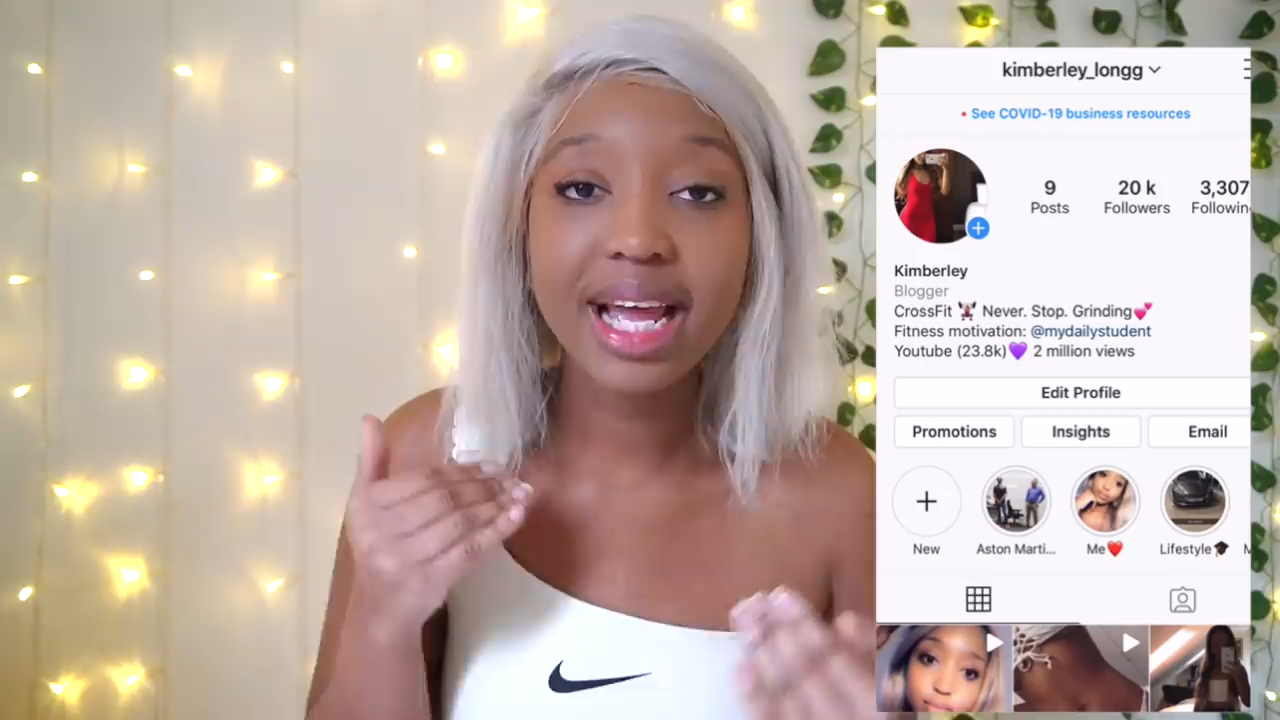 kimberley_longg
See COVID-19 business resources
9
20 k
3,307
Posts
Followers
Followin
Kimberley
Blogger
CrossFit 🏋🏿‍♀️ Never. Stop. Grinding💕
Fitness motivation: @mydailystudent
Youtube (23.8k)💜 2 million views
Edit Profile
Promotions
Insights
Email
New
Aston Marti...
Me❤️
Lifestyle🎓
M